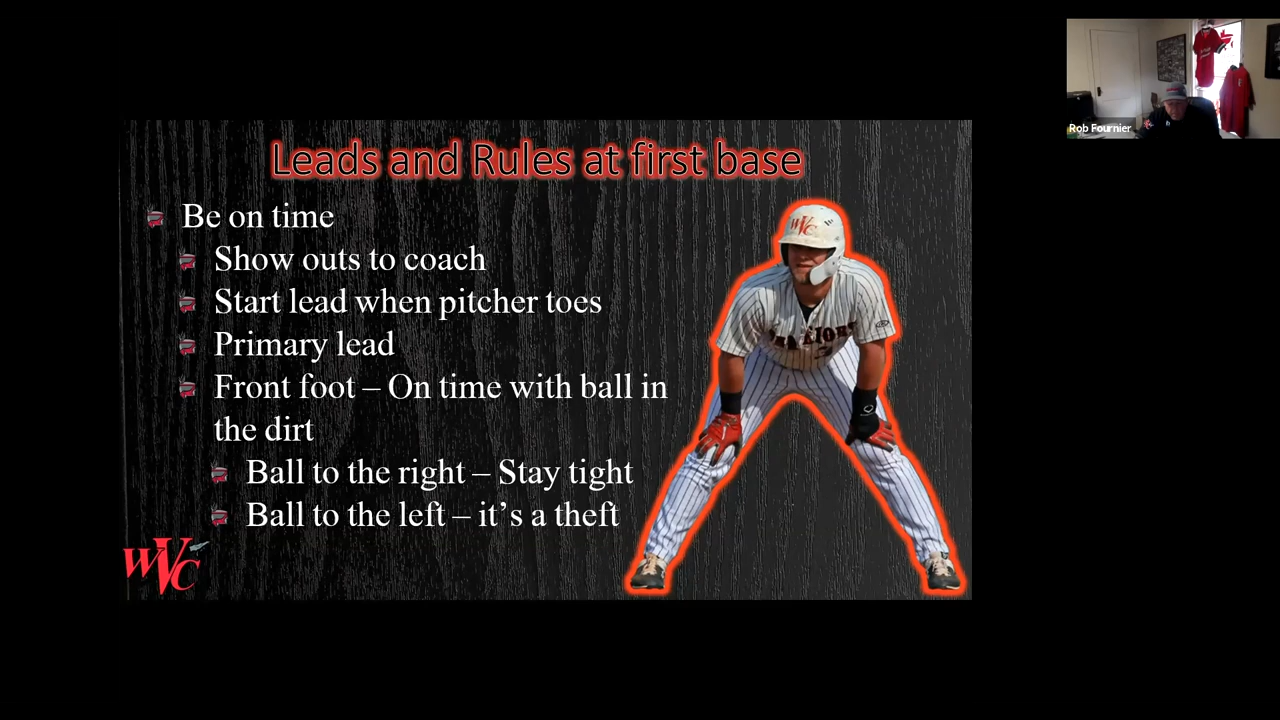 Leads and Rules at first base
Be on time
Show outs to coach
Start lead when pitcher toes
Primary lead
Front foot – On time with ball in
the dirt
Ball to the right – Stay tight
Ball to the left – it’s a theft
WVC
WVC
Rob Fournier